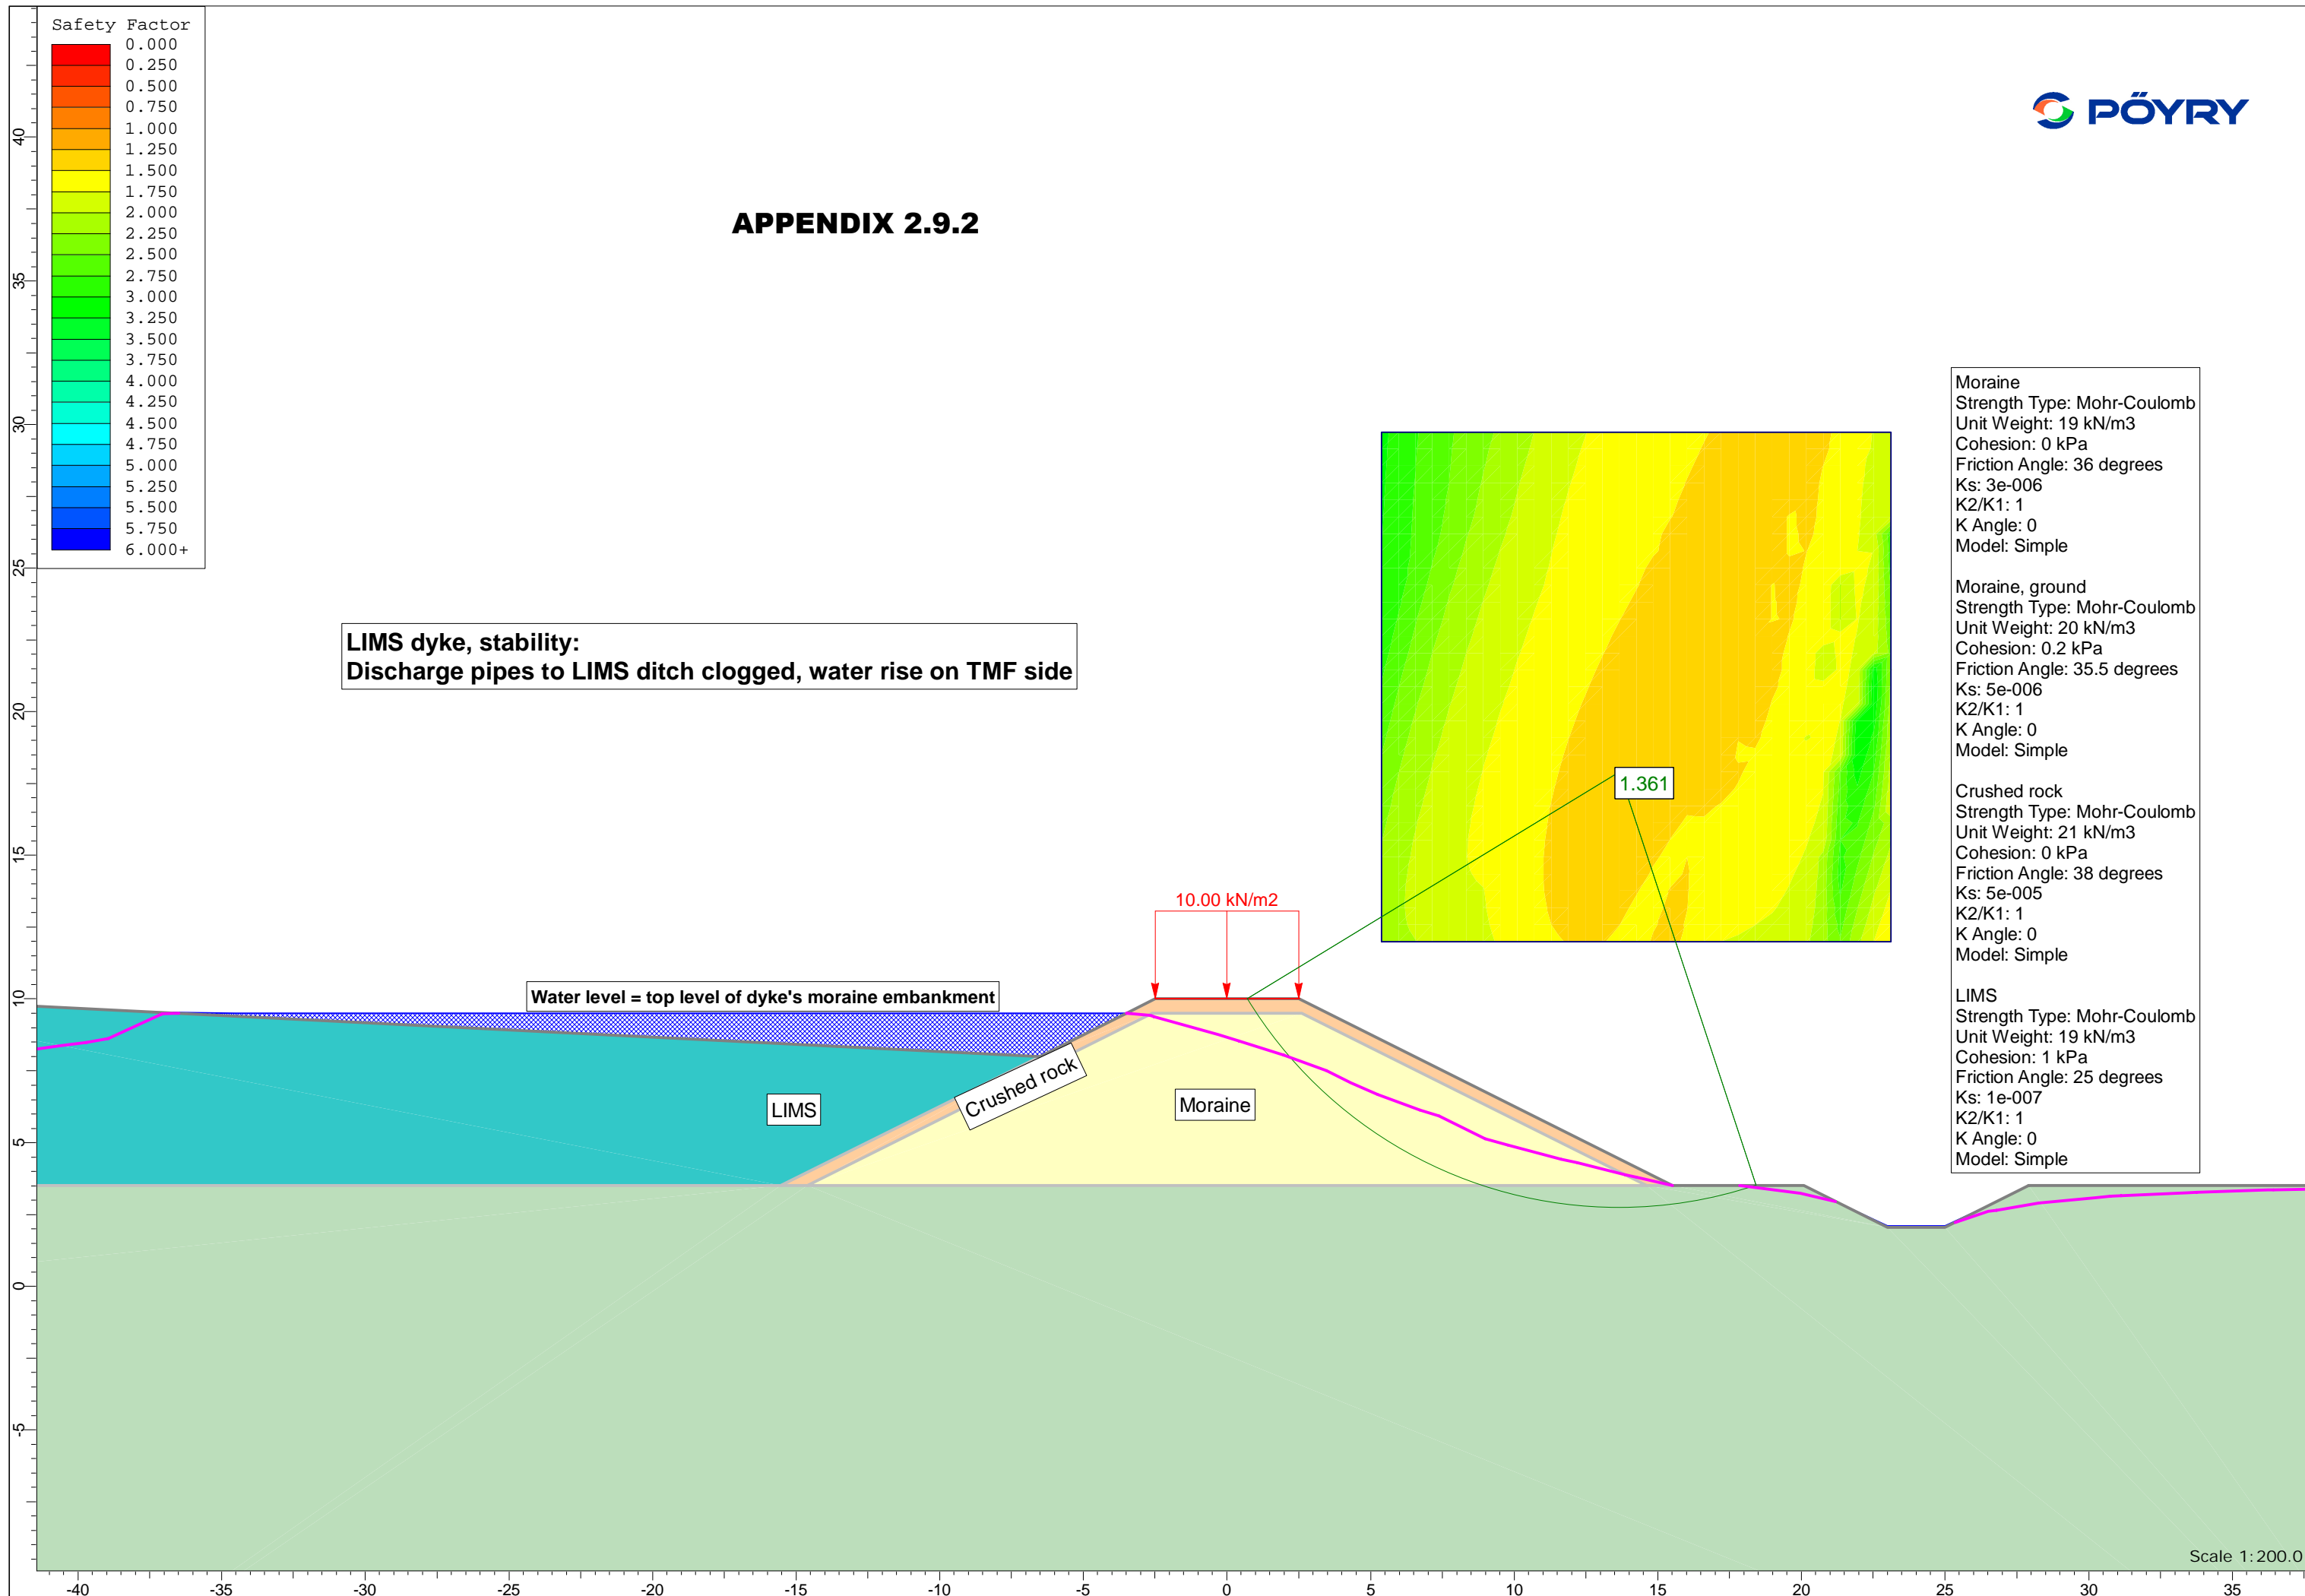 Safety Factor
0.000
0.250
0.500
0.750
1.000
1.250
1.500
1.750
2.000
2.250
2.500
2.750
3.000
3.250
3.500
3.750
4.000
4.250
4.500
4.750
5.000
5.250
5.500
5.750
6.000+
PÖYRY
APPENDIX 2.9.2
LIMS dyke, stability:
Discharge pipes to LIMS ditch clogged, water rise on TMF side
Moraine
Strength Type: Mohr-Coulomb
Unit Weight: 19 kN/m3
Cohesion: 0 kPa
Friction Angle: 36 degrees
Ks: 3e-006
K2/K1: 1
K Angle: 0
Model: Simple
Moraine, ground
Strength Type: Mohr-Coulomb
Unit Weight: 20 kN/m3
Cohesion: 0.2 kPa
Friction Angle: 35.5 degrees
Ks: 5e-006
K2/K1: 1
K Angle: 0
Model: Simple
Crushed rock
Strength Type: Mohr-Coulomb
Unit Weight: 21 kN/m3
Cohesion: 0 kPa
Friction Angle: 38 degrees
Ks: 5e-005
K2/K1: 1
K Angle: 0
Model: Simple
LIMS
Strength Type: Mohr-Coulomb
Unit Weight: 19 kN/m3
Cohesion: 1 kPa
Friction Angle: 25 degrees
Ks: 1e-007
K2/K1: 1
K Angle: 0
Model: Simple
1.361
10.00 kN/m2
Water level = top level of dyke's moraine embankment
Crushed rock
LIMS
Moraine
40
35
30
25
20
15
10
5
0
-5
Scale 1:200.0
-40
-35
-30
-25
-20
-15
-10
-5
0
5
10
15
20
25
30
35